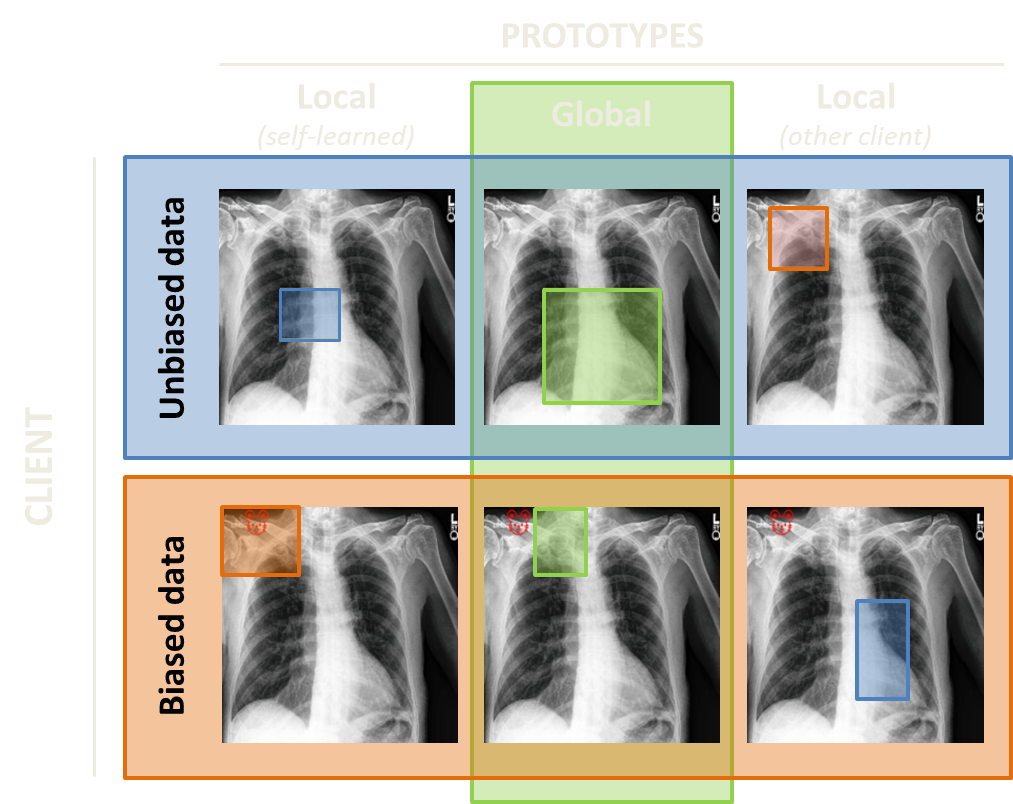 PROTOTYPES
Local
(self-learned)
Global
Local
(other client)
CLIENT
Unbiased data
Biased data